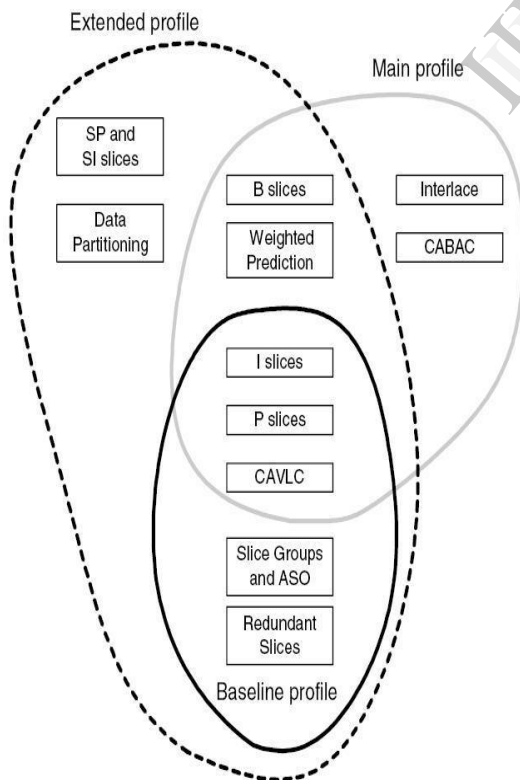 Extended profile
Main profile
SP and
SI slices
B slices
Interlace
Data
Partitioning
Weighted
Prediction
CABAC
I slices
P slices
CAVLC
Slice Groups
and ASO
Redundant
Slices
Baseline profile